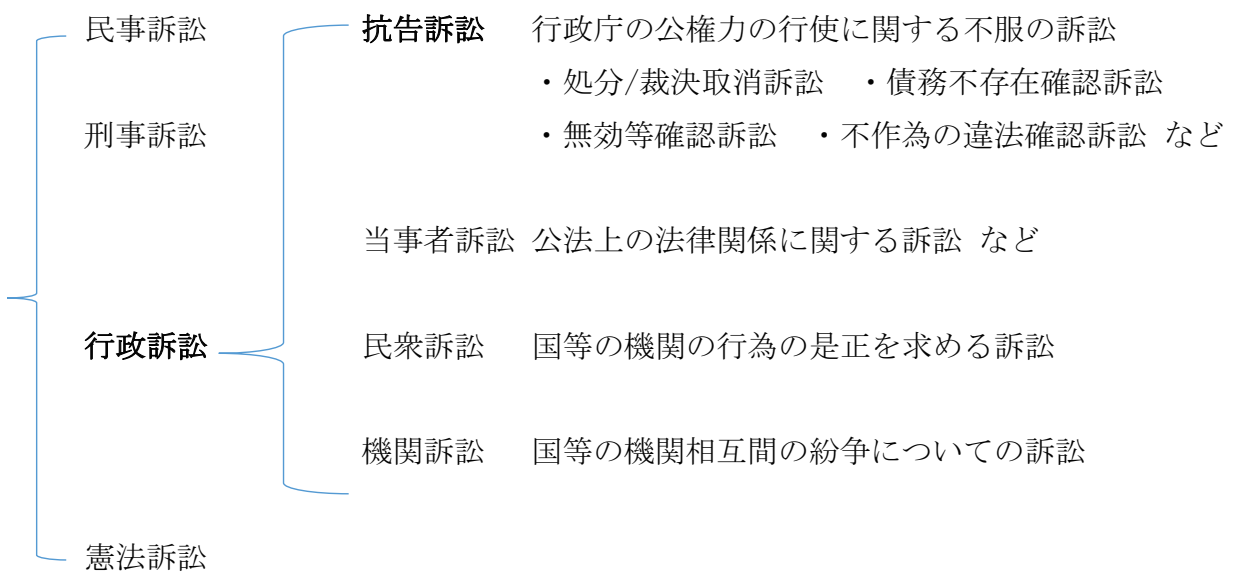 民事訴訟 抗告訴訟 行政庁の公権力の行使に関する不服の訴訟
・処分/裁決取消訴訟 ・債務不存在確認訴訟
刑事訴訟 ・無効等確認訴訟 ・不作為の違法確認訴訟 など
当事者訴訟 公法上の法律関係に関する訴訟 など
行政訴訟 民衆訴訟 国等の機関の行為の是正を求める訴訟
機関訴訟 国等の機関相互間の紛争についての訴訟
憲法訴訟